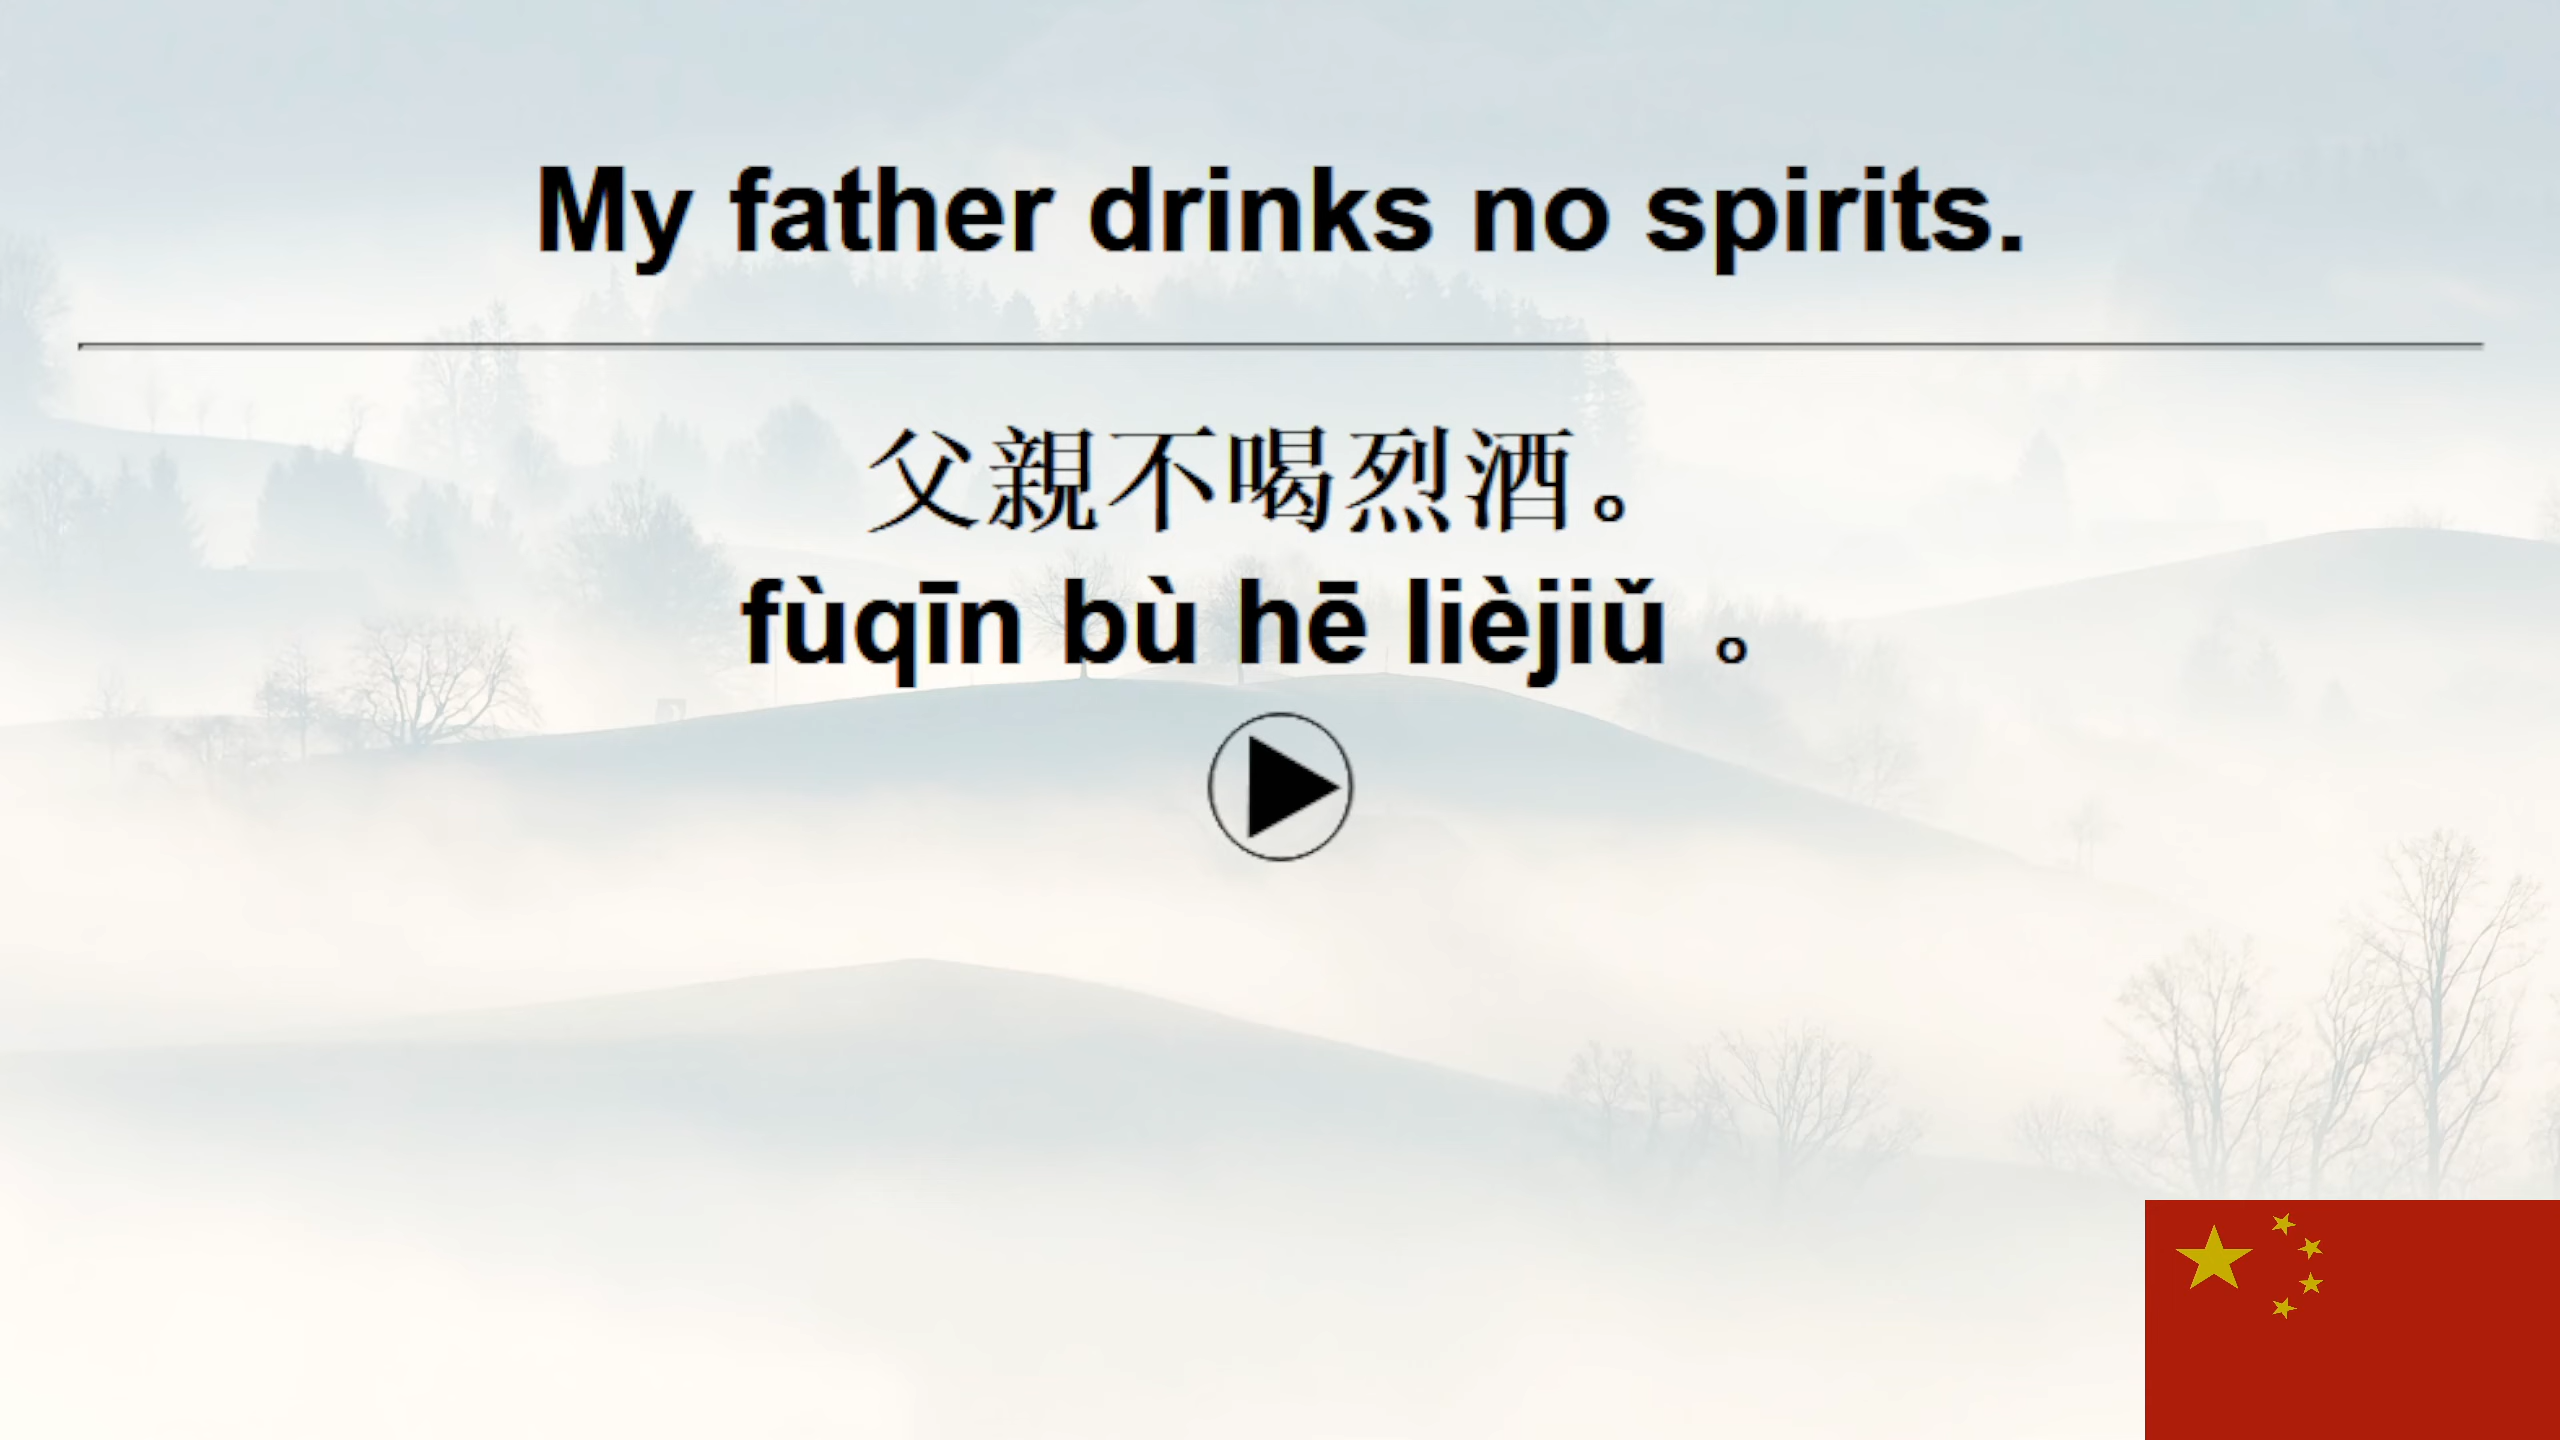 My father drinks no spirits.
父親不喝烈酒。
fùqīn bù hē lièjiǔ 。